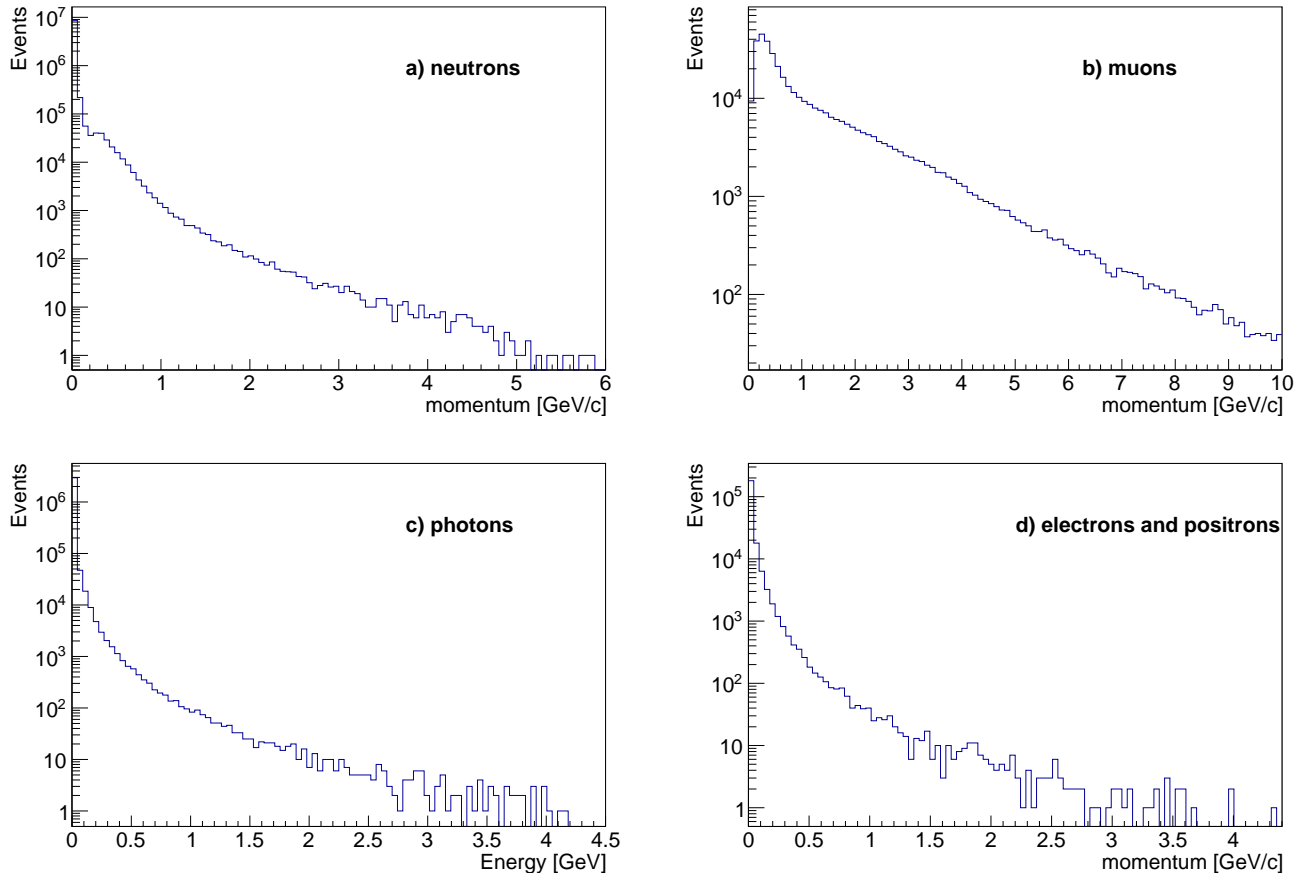 Events
a) neutrons
10^7
10^6
10^5
10^4
10^3
10^2
10
1
0 1 2 3 4 5 6
momentum [GeV/c]
Events
b) muons
10^4
10^3
10^2
0 1 2 3 4 5 6 7 8 9 10
momentum [GeV/c]
Events
c) photons
10^6
10^5
10^4
10^3
10^2
10
1
0 0.5 1 1.5 2 2.5 3 3.5 4 4.5
Energy [GeV]
Events
d) electrons and positrons
10^5
10^4
10^3
10^2
10
1
0 0.5 1 1.5 2 2.5 3 3.5 4
momentum [GeV/c]